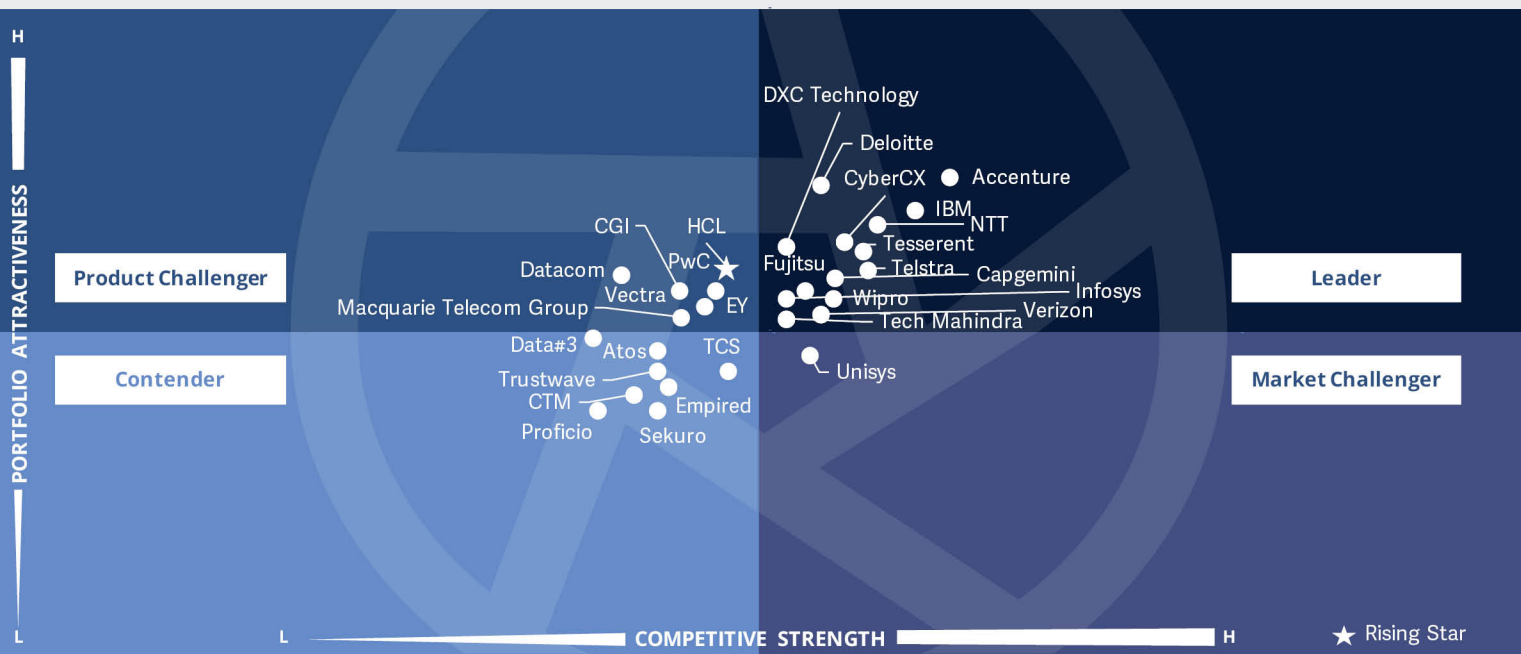 H
DXC Technology
Deloitte
CyberCX
Accenture
IBM
NTT
CGI
HCL
Tesserent
PwC
Fujitsu
Telstra
Datacom
Capgemini
Product Challenger
Leader
Vectra
Infosys
Wipro
Macquarie Telecom Group
EY
Verizon
Tech Mahindra
Data#3
Atos
TCS
Unisys
Trustwave
Contender
Market Challenger
CTM
Empired
Proficio
Sekuro
PORTFOLIO ATTRACTIVENESS
L
L
COMPETITIVE STRENGTH
H
Rising Star